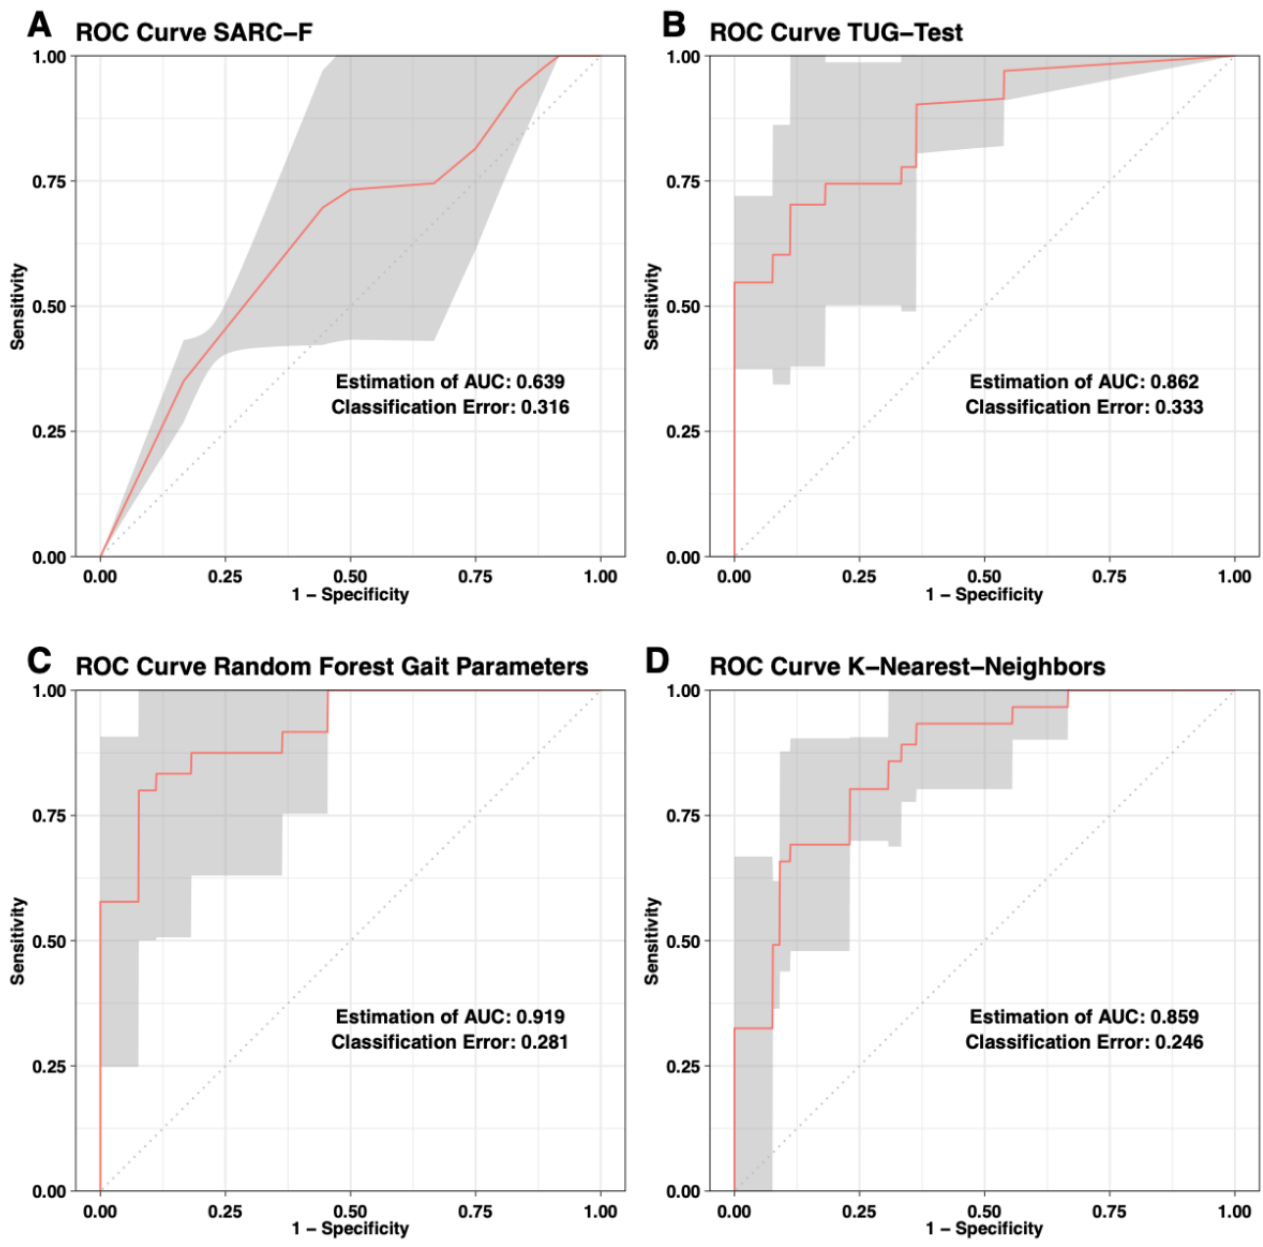 A ROC Curve SARC–F
1.00
0.75
0.50
0.25
0.00
Sensitivity
Estimation of AUC: 0.639
Classification Error: 0.316
0.00 0.25 0.50 0.75 1.00
1 – Specificity
B ROC Curve TUG–Test
1.00
0.75
0.50
0.25
0.00
Sensitivity
Estimation of AUC: 0.862
Classification Error: 0.333
0.00 0.25 0.50 0.75 1.00
1 – Specificity
C ROC Curve Random Forest Gait Parameters
1.00
0.75
0.50
0.25
0.00
Sensitivity
Estimation of AUC: 0.919
Classification Error: 0.281
0.00 0.25 0.50 0.75 1.00
1 – Specificity
D ROC Curve K–Nearest–Neighbors
1.00
0.75
0.50
0.25
0.00
Sensitivity
Estimation of AUC: 0.859
Classification Error: 0.246
0.00 0.25 0.50 0.75 1.00
1 – Specificity